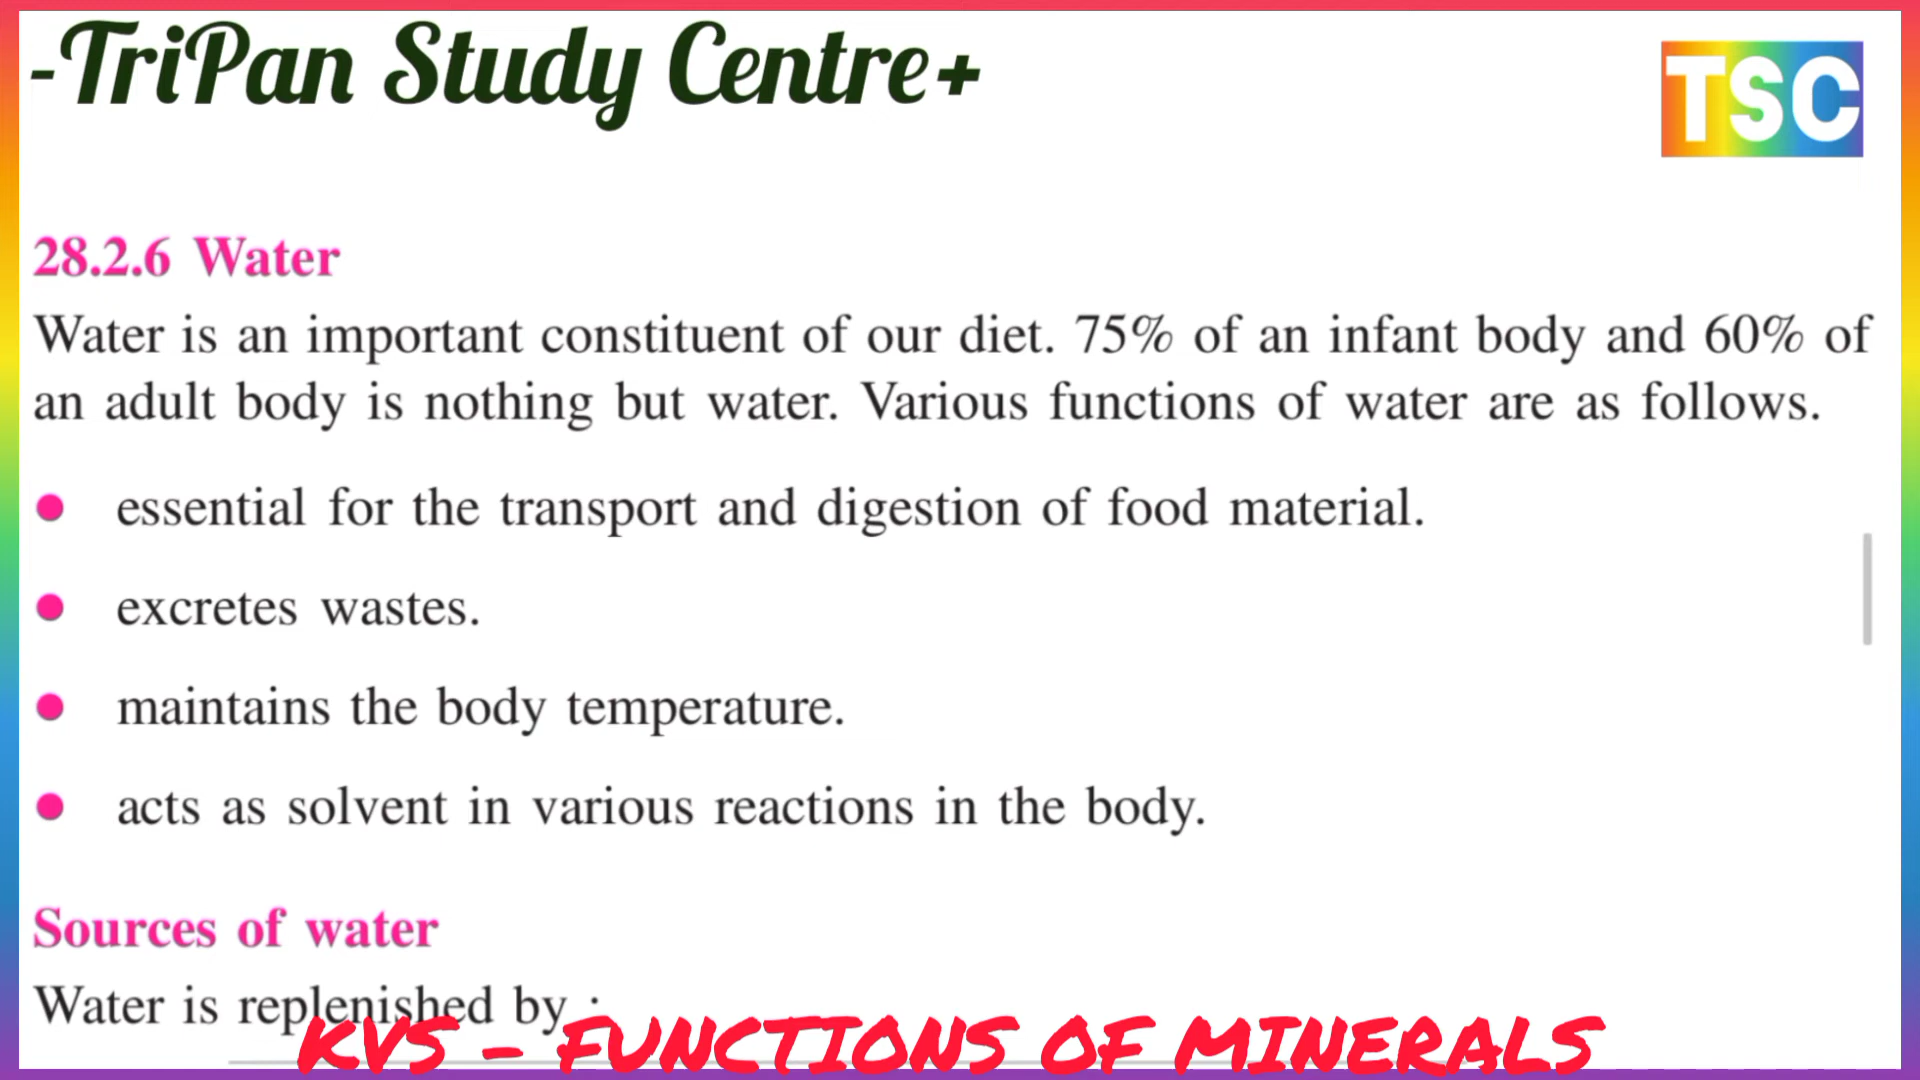 -TriPan Study Centre+
TSC
28.2.6 Water
Water is an important constituent of our diet. 75% of an infant body and 60% of
an adult body is nothing but water. Various functions of water are as follows.
● essential for the transport and digestion of food material.
● excretes wastes.
● maintains the body temperature.
● acts as solvent in various reactions in the body.
Sources of water
Water is replenished by :
KVS - FUNCTIONS OF MINERALS